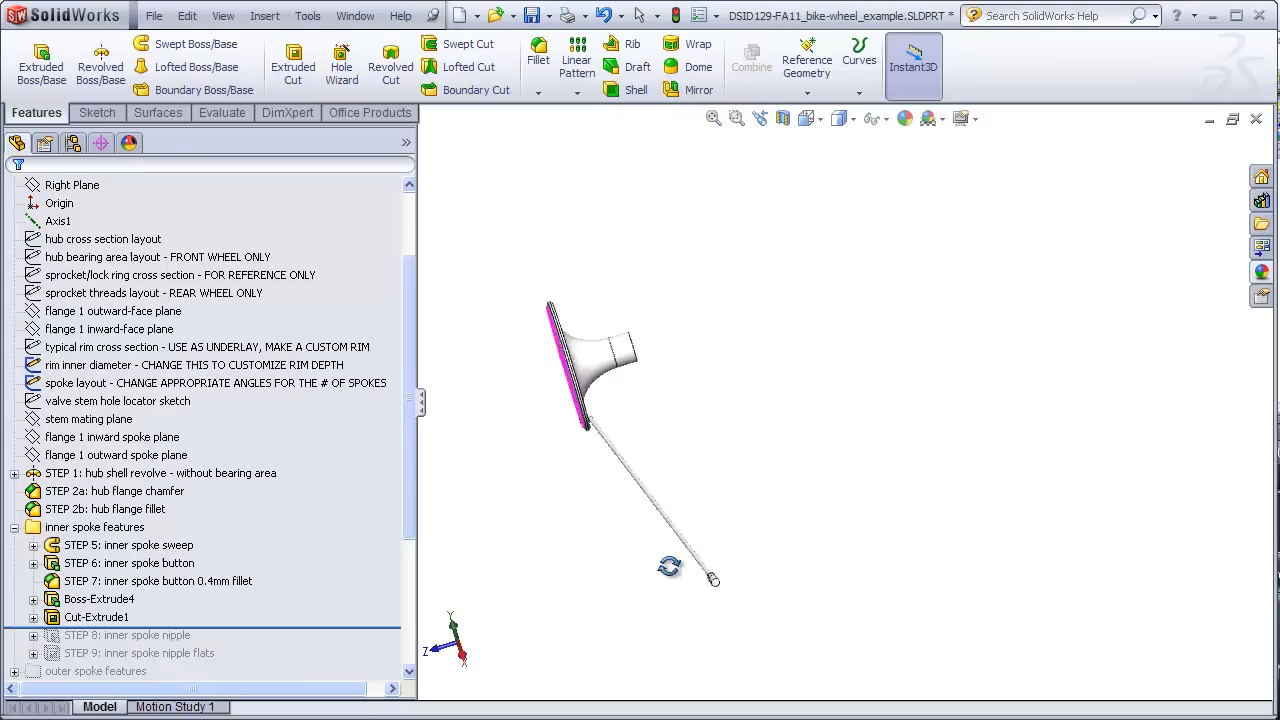 SolidWorks File Edit View Insert Tools Window Help DSID129-FA11_bike-wheel_example.SLDPRT * Search SolidWorks Help
Extruded Boss/Base
Revolved Boss/Base
Swept Boss/Base
Lofted Boss/Base
Boundary Boss/Base
Extruded Cut
Hole Wizard
Revolved Cut
Swept Cut
Lofted Cut
Boundary Cut
Fillet
Linear Pattern
Rib
Draft
Shell
Wrap
Dome
Mirror
Combine
Reference Geometry
Curves
Instant3D
Features Sketch Surfaces Evaluate DimXpert Office Products
Right Plane
Origin
Axis1
hub cross section layout
hub bearing area layout - FRONT WHEEL ONLY
sprocket/lock ring cross section - FOR REFERENCE ONLY
sprocket threads layout - REAR WHEEL ONLY
flange 1 outward-face plane
flange 1 inward-face plane
typical rim cross section - USE AS UNDERLAY, MAKE A CUSTOM RIM
rim inner diameter - CHANGE THIS TO CUSTOMIZE RIM DEPTH
spoke layout - CHANGE APPROPRIATE ANGLES FOR THE # OF SPOKES
valve stem hole locator sketch
stem mating plane
flange 1 inward spoke plane
flange 1 outward spoke plane
STEP 1: hub shell revolve - without bearing area
STEP 2a: hub flange chamfer
STEP 2b: hub flange fillet
inner spoke features
STEP 5: inner spoke sweep
STEP 6: inner spoke button
STEP 7: inner spoke button 0.4mm fillet
Boss-Extrude4
Cut-Extrude1
STEP 8: inner spoke nipple
STEP 9: inner spoke nipple flats
outer spoke features
Y
Z
X
Model Motion Study 1